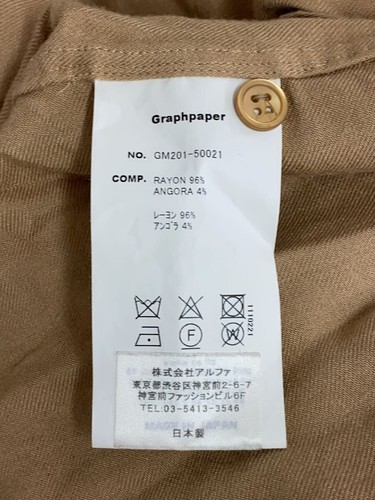 Graphpaper
NO. GM201-50021
COMP. RAYON 96%
ANGORA 4%
レーヨン 96%
アンゴラ 4%
1110221
F
W
株式会社アルファ
東京都渋谷区神宮前2-6-7
神宮前ファッションビル6F
TEL:03-5413-3546
MADE IN JAPAN
日本製